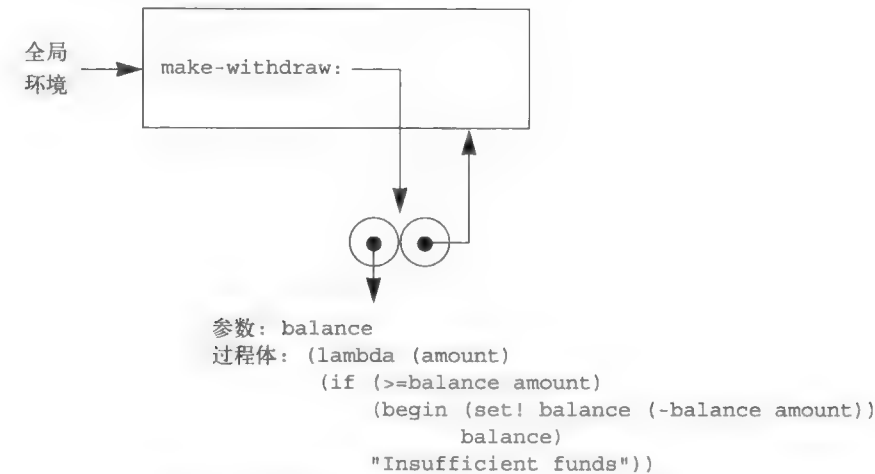 全局
环境
make-withdraw:
参数: balance
过程体: (lambda (amount)
(if (>=balance amount)
(begin (set! balance (-balance amount))
balance)
"Insufficient funds"))